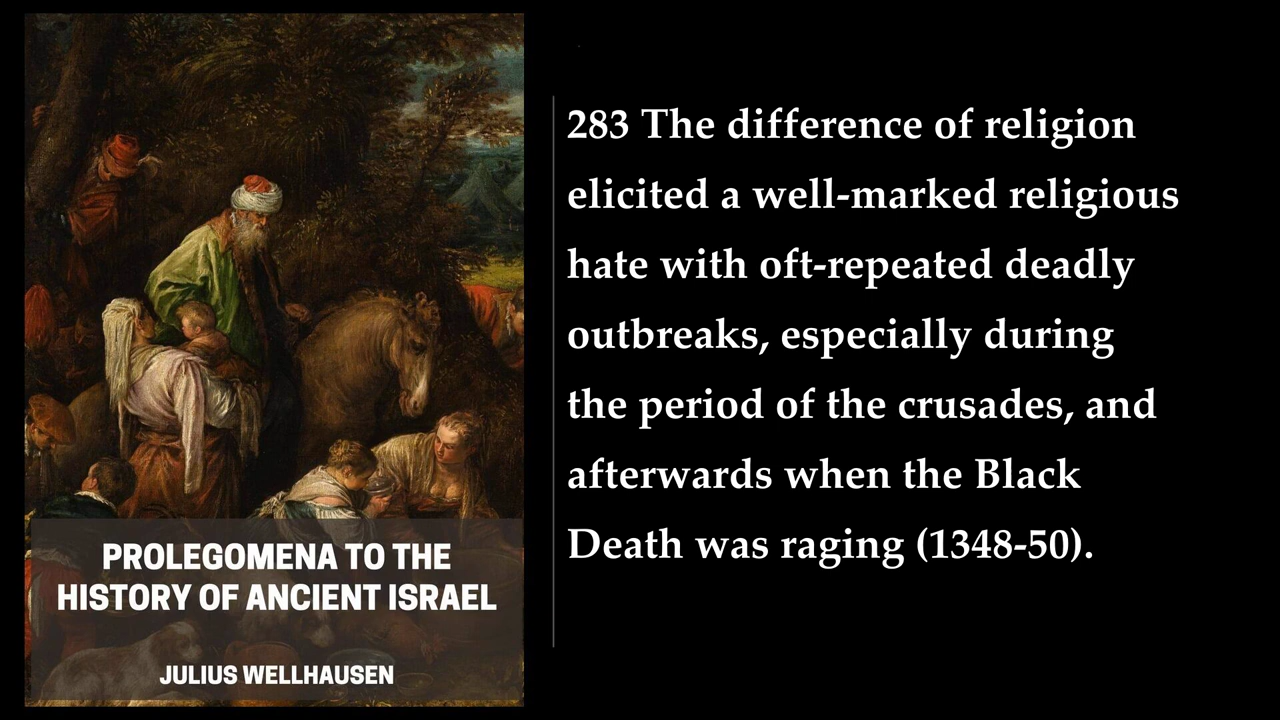 PROLEGOMENA TO THE
HISTORY OF ANCIENT ISRAEL
JULIUS WELLHAUSEN
283 The difference of religion
elicited a well-marked religious
hate with oft-repeated deadly
outbreaks, especially during
the period of the crusades, and
afterwards when the Black
Death was raging (1348-50).